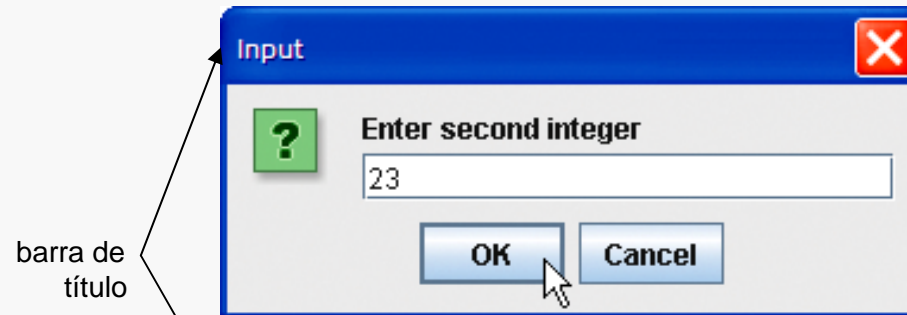 Input
?
Enter second integer
23
OK
Cancel
barra de
título